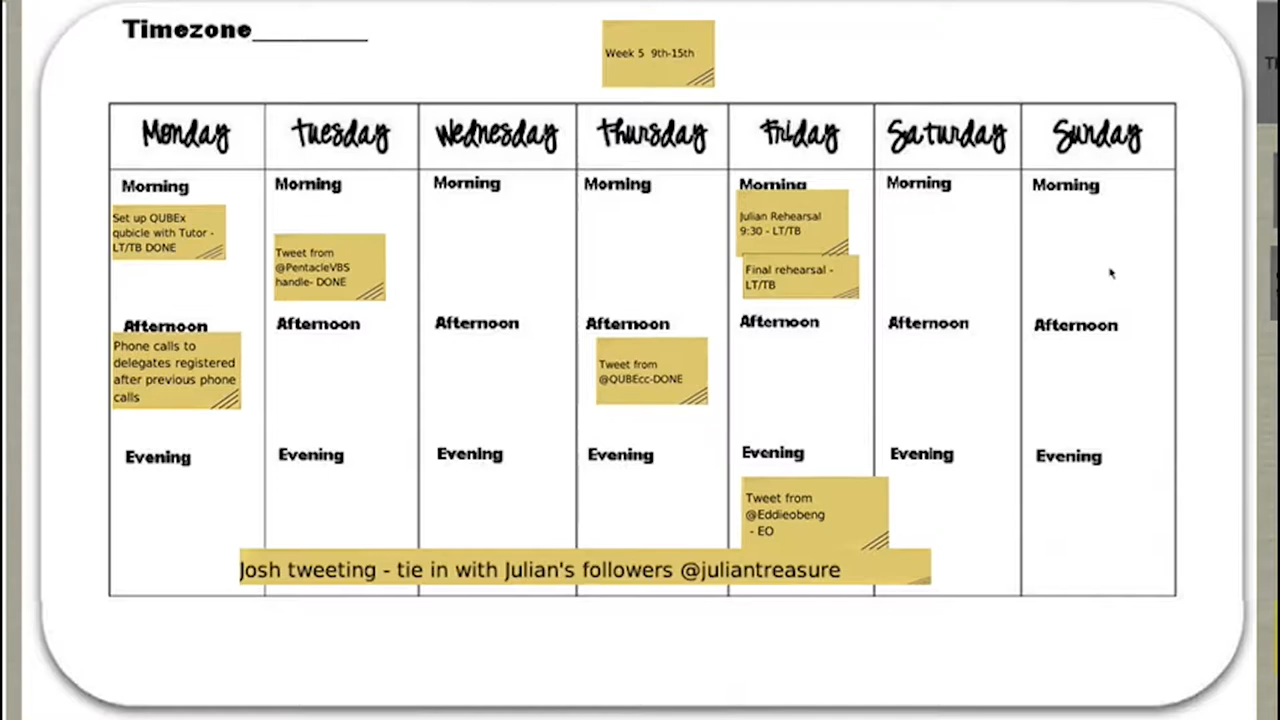 Timezone_________
Week 5 9th-15th
Monday Tuesday Wednesday Thursday Friday Saturday Sunday
Morning Morning Morning Morning Morning Morning Morning
Set up QUBEx
qubicle with Tutor -
LT/TB DONE
Tweet from
@PentacleVBS
handle- DONE
Julian Rehearsal
9:30 - LT/TB
Final rehearsal -
LT/TB
Afternoon Afternoon Afternoon Afternoon Afternoon Afternoon Afternoon
Phone calls to
delegates registered
after previous phone
calls
Tweet from
@QUBEcc-DONE
Evening Evening Evening Evening Evening Evening Evening
Tweet from
@Eddieobeng
- EO
Josh tweeting - tie in with Julian's followers @juliantreasure